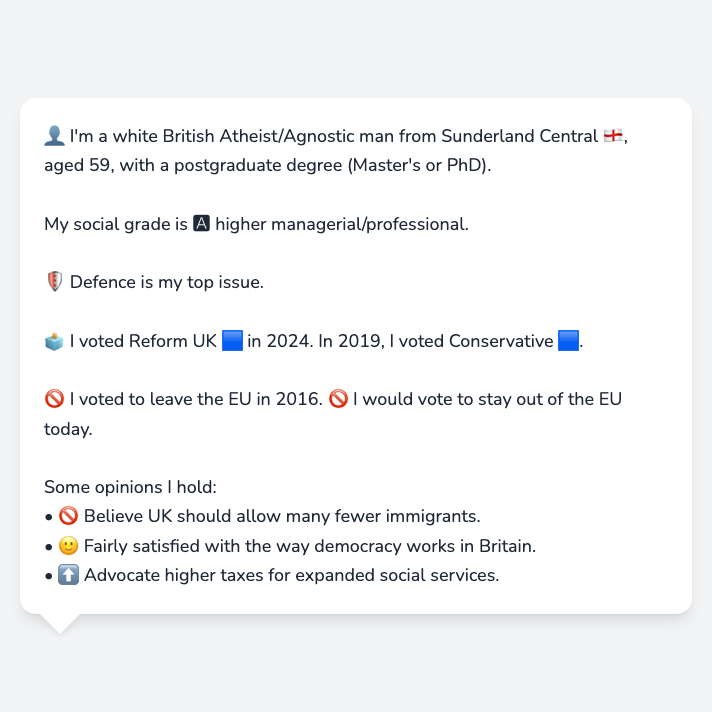 👤 I'm a white British Atheist/Agnostic man from Sunderland Central 🏴󠁧󠁢󠁥󠁮󠁧󠁿,
aged 59, with a postgraduate degree (Master's or PhD).
My social grade is 🅰 higher managerial/professional.
🛡️ Defence is my top issue.
🗳️ I voted Reform UK 🟦 in 2024. In 2019, I voted Conservative 🟦.
🚫 I voted to leave the EU in 2016. 🚫 I would vote to stay out of the EU
today.
Some opinions I hold:
• 🚫 Believe UK should allow many fewer immigrants.
• 🙂 Fairly satisfied with the way democracy works in Britain.
• ⬆️ Advocate higher taxes for expanded social services.